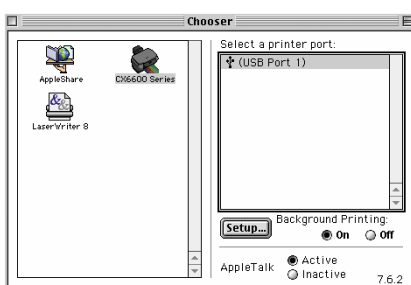 Chooser
AppleShare
CX6600 Series
LaserWriter 8
Select a printer port:
(USB Port 1)
Setup...
Background Printing:
On Off
AppleTalk
Active
Inactive
7.6.2